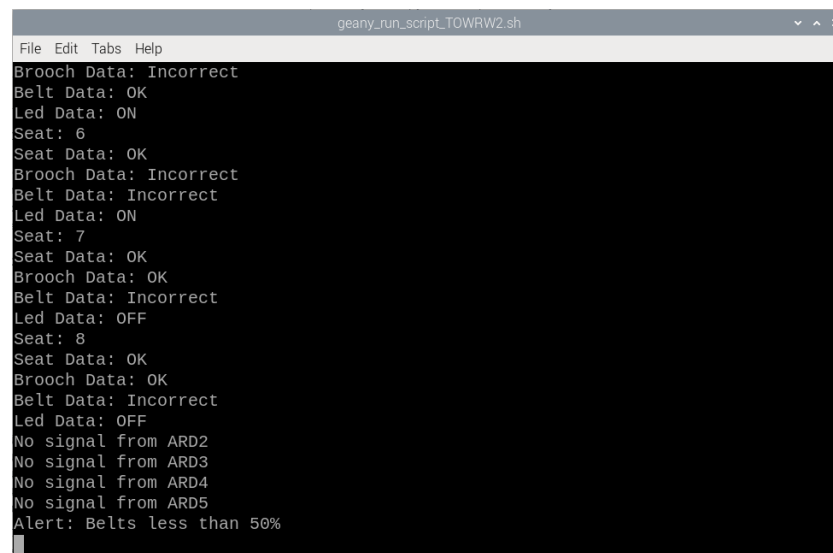 geany_run_script_TOWRW2.sh
File Edit Tabs Help
Brooch Data: Incorrect
Belt Data: OK
Led Data: ON
Seat: 6
Seat Data: OK
Brooch Data: Incorrect
Belt Data: Incorrect
Led Data: ON
Seat: 7
Seat Data: OK
Brooch Data: OK
Belt Data: Incorrect
Led Data: OFF
Seat: 8
Seat Data: OK
Brooch Data: OK
Belt Data: Incorrect
Led Data: OFF
No signal from ARD2
No signal from ARD3
No signal from ARD4
No signal from ARD5
Alert: Belts less than 50%